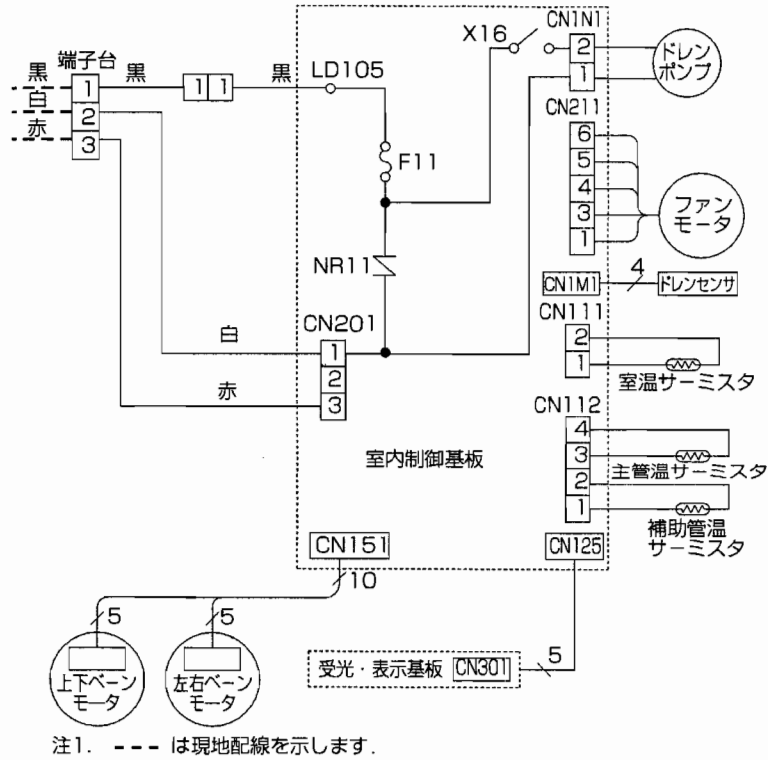 CN1N1
X16
2
1
ドレン
ポンプ
端子台
黒
1
黒
1 1
黒
LD105
白
2
赤
3
CN211
6
5
4
3
1
F11
ファン
モータ
NR11
CN1M1
4
ドレンセンサ
CN201
白
1
2
3
赤
CN111
2
1
室温サーミスタ
CN112
4
3
2
1
主管温サーミスタ
補助管温
サーミスタ
室内制御基板
CN151
CN125
10
5
5
上下ベーン
モータ
左右ベーン
モータ
受光・表示基板 CN301
5
注1. --- は現地配線を示します.